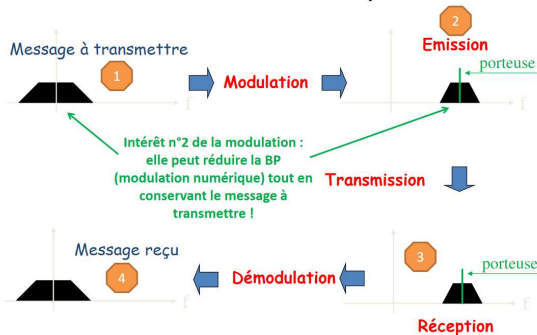 Message à transmettre
1
Modulation
2
Emission
porteuse
f
f
Intérêt n°2 de la modulation :
elle peut réduire la BP
(modulation numérique) tout en
conservant le message à
transmettre !
Transmission
Message reçu
4
Démodulation
3
porteuse
f
f
Réception